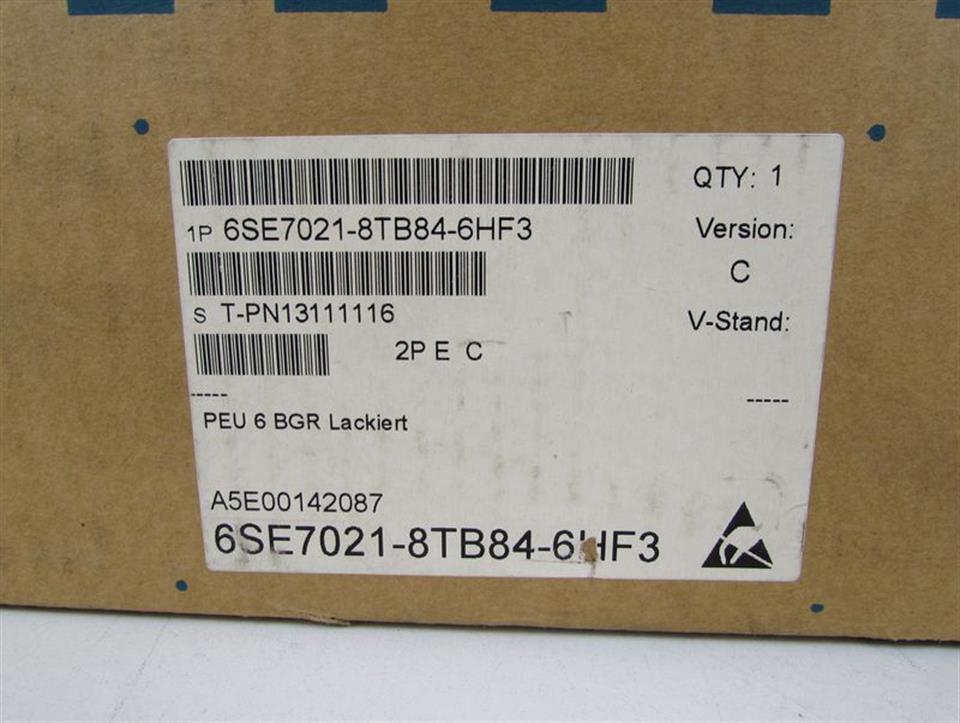 QTY: 1
1P 6SE7021-8TB84-6HF3
Version:
C
S T-PN13111116
V-Stand:
2P E C
-----
-----
PEU 6 BGR Lackiert
A5E00142087
6SE7021-8TB84-6HF3